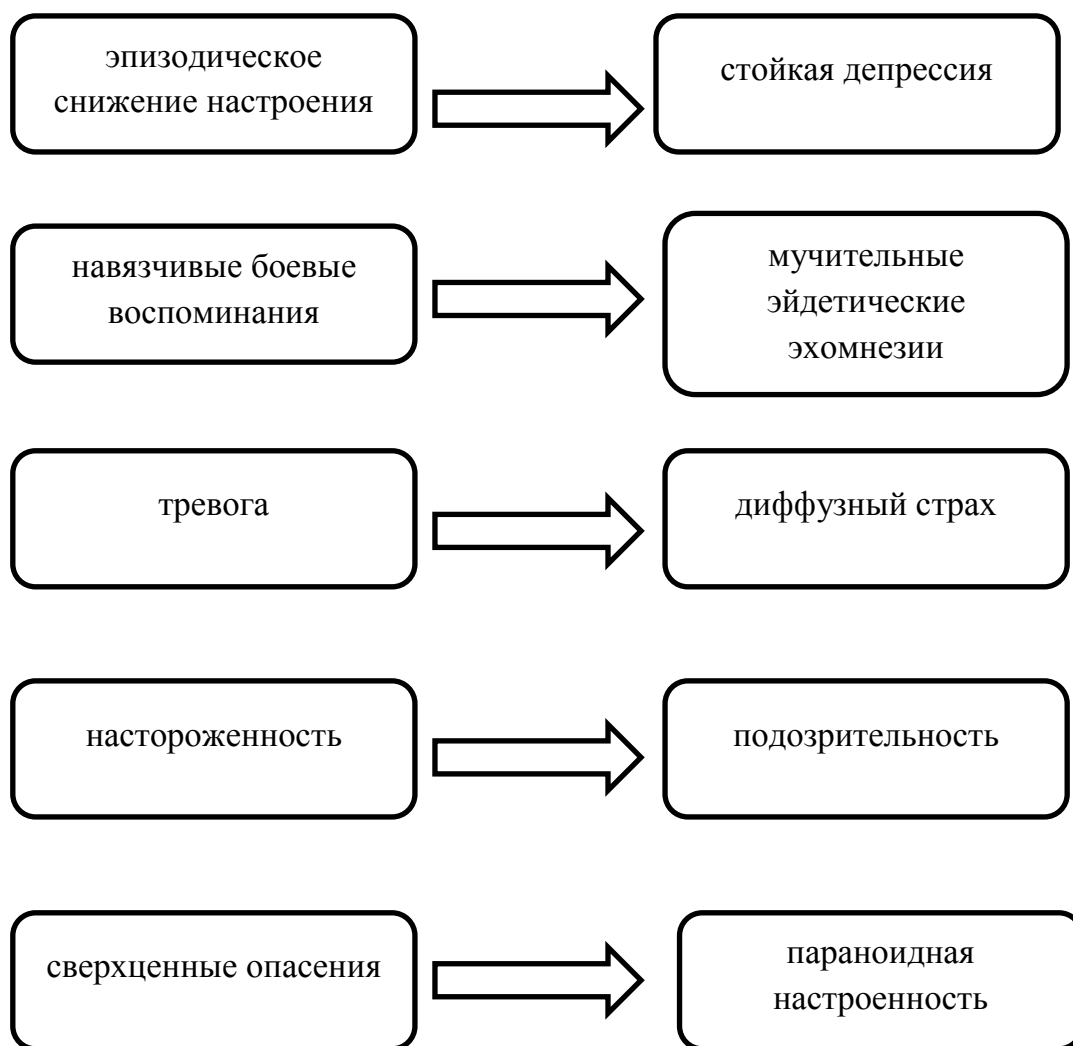 эпизодическое
снижение настроения
стойкая депрессия
навязчивые боевые
воспоминания
мучительные
эйдетические
эхомнезии
тревога
диффузный страх
настороженность
подозрительность
сверхценные опасения
параноидная
настроенность